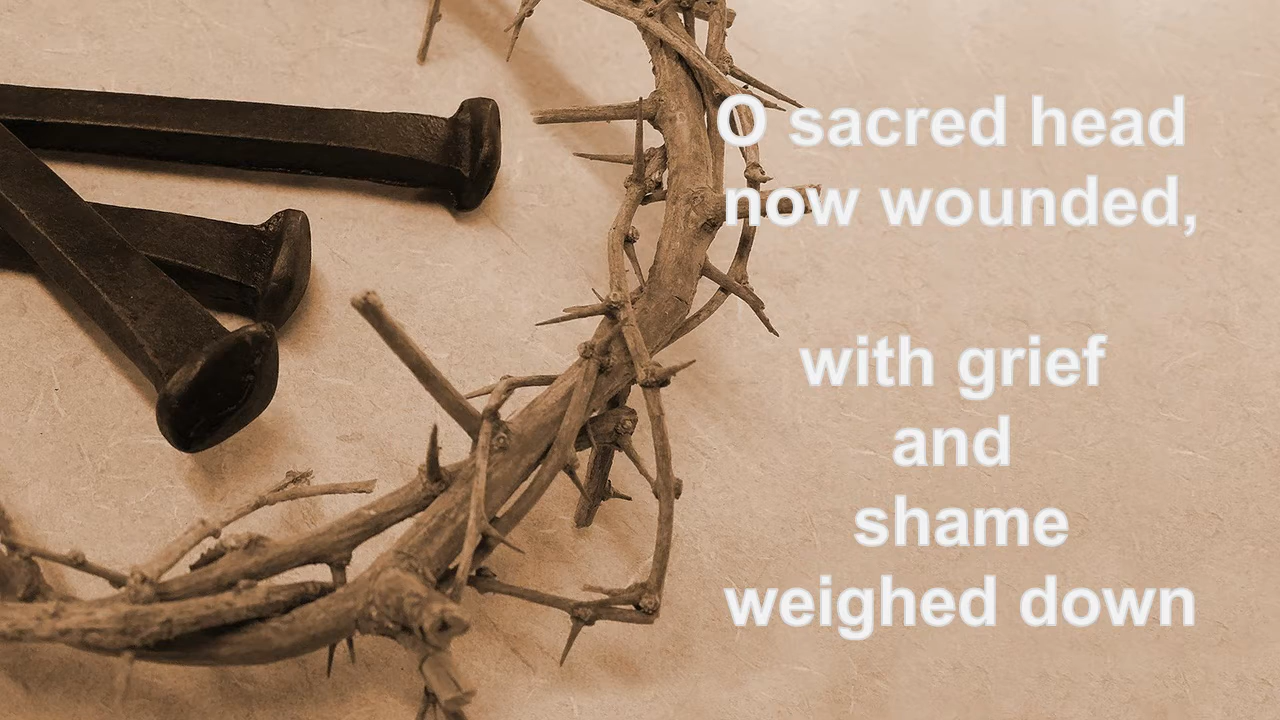 O sacred head
now wounded,
with grief
and
shame
weighed down